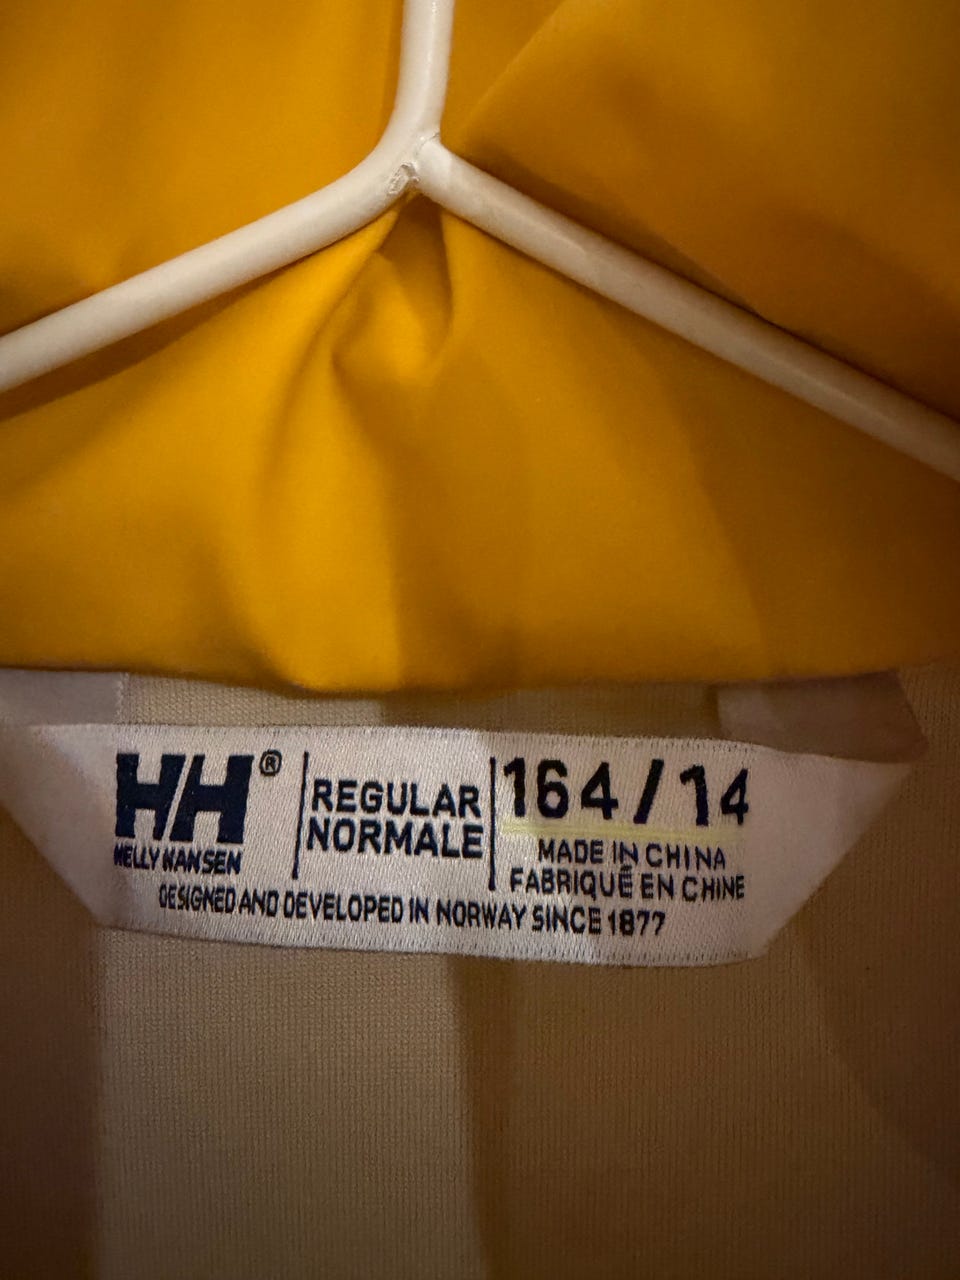 HH®
HELLY HANSEN
REGULAR
NORMALE
164/14
MADE IN CHINA
FABRIQUÉ EN CHINE
DESIGNED AND DEVELOPED IN NORWAY SINCE 1877